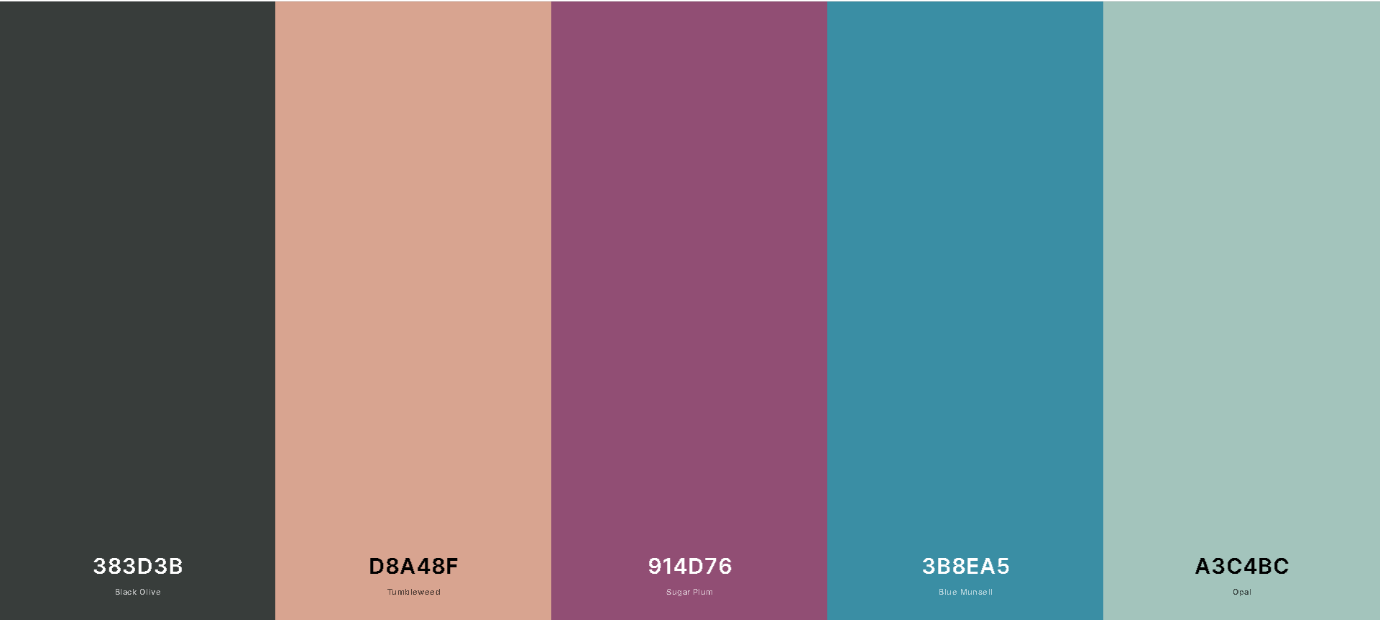 383D3B
Black Olive
D8A48F
Tumbleweed
914D76
Sugar Plum
3B8EA5
Blue Munsell
A3C4BC
Opal